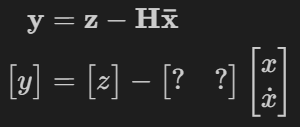 y = z − Hx̄
[y] = [z] − [? ?] [x ẋ]